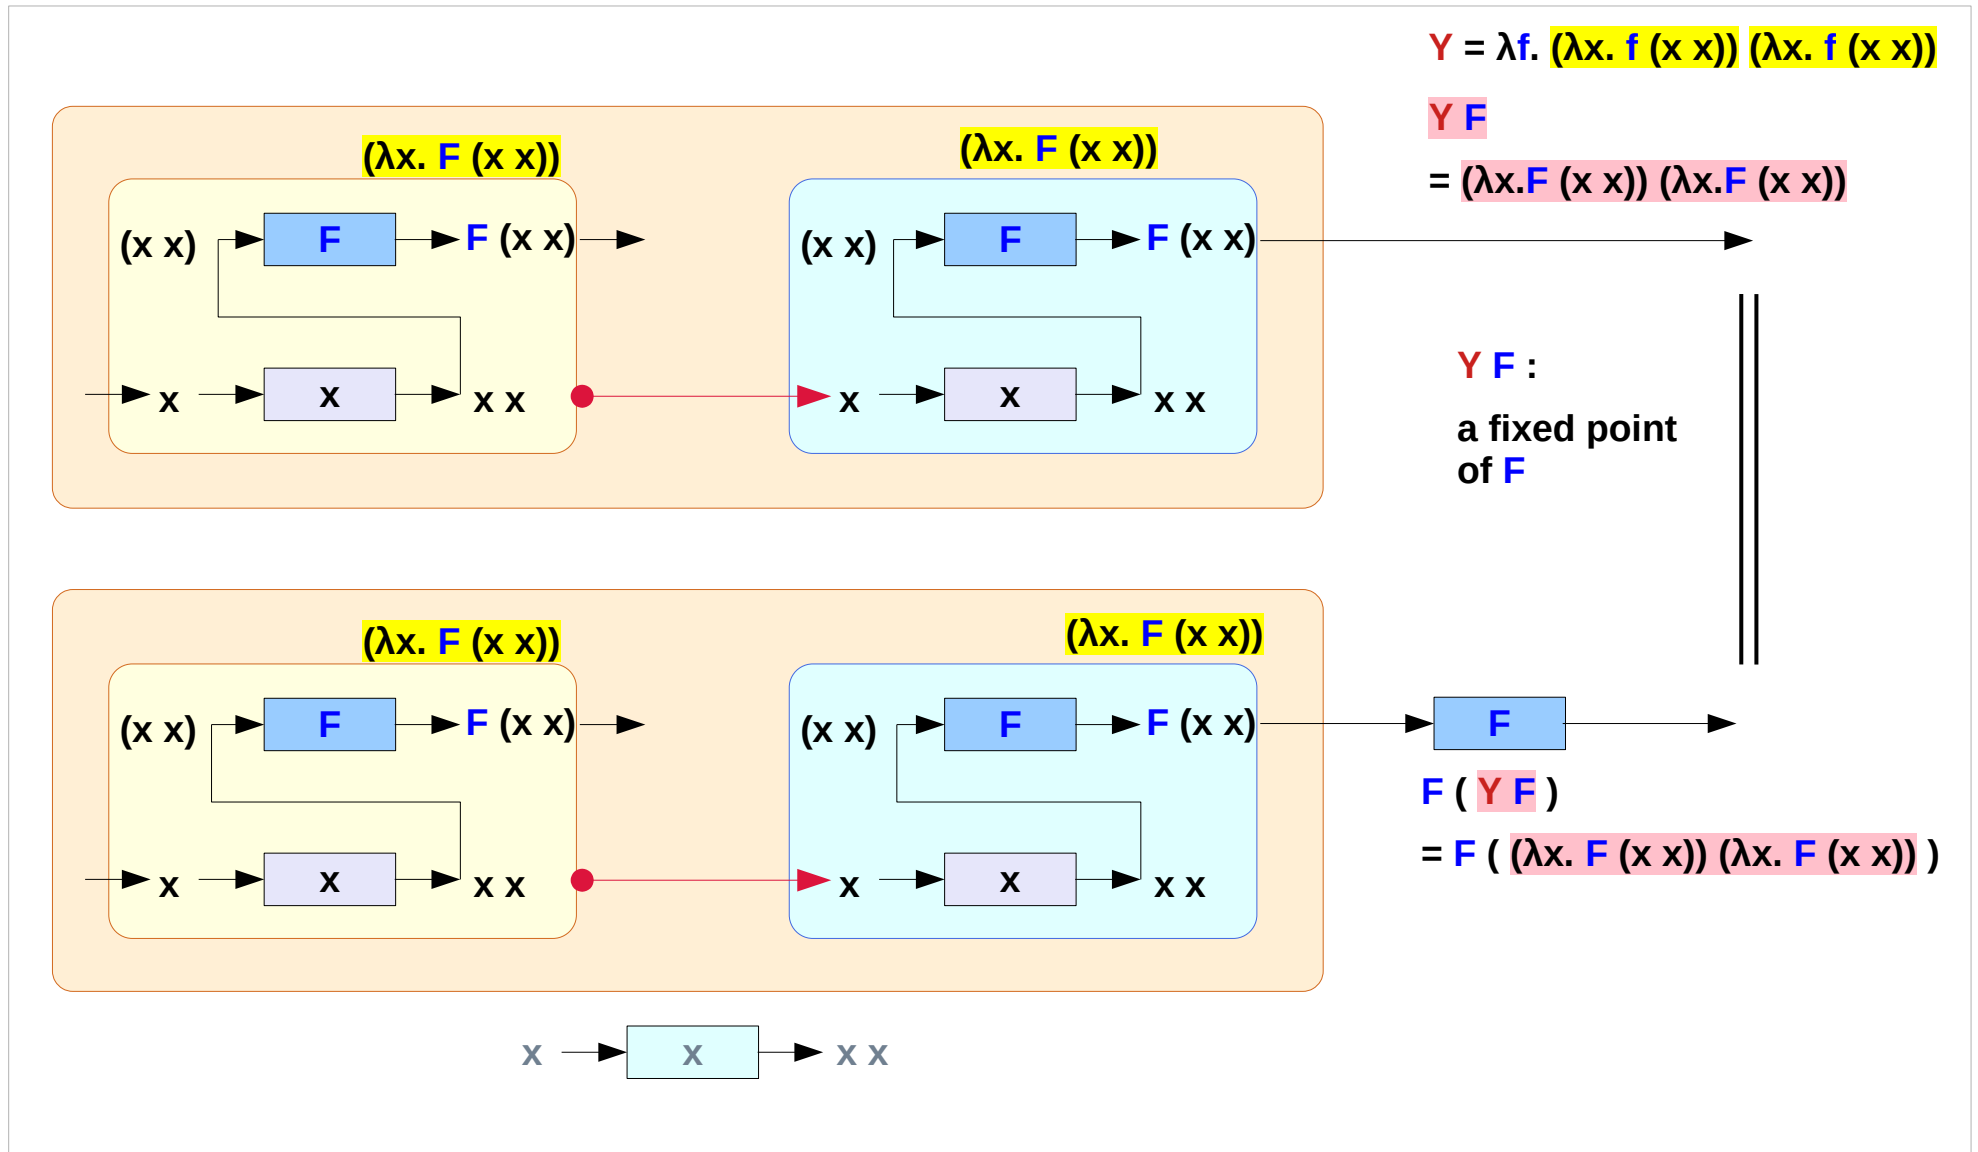 Y = λf. (λx. f (x x)) (λx. f (x x))
Y F
= (λx.F (x x)) (λx.F (x x))
(λx. F (x x))
(x x) F F (x x)
x x x x
(λx. F (x x))
(x x) F F (x x)
x x x x
Y F :
a fixed point
of F
(λx. F (x x))
(x x) F F (x x)
x x x x
(λx. F (x x))
(x x) F F (x x)
x x x x
F
F ( Y F )
= F ( (λx. F (x x)) (λx. F (x x)) )
x x x x